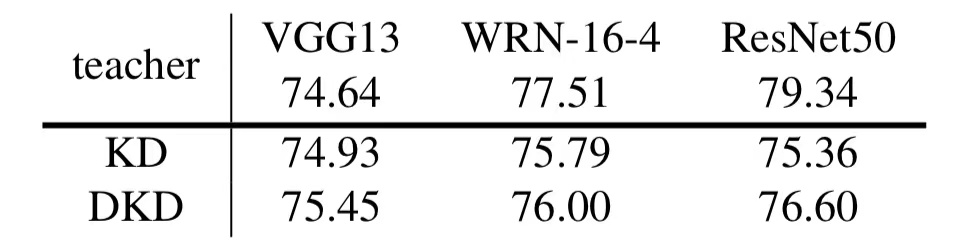 teacher VGG13 WRN-16-4 ResNet50
74.64 77.51 79.34
KD 74.93 75.79 75.36
DKD 75.45 76.00 76.60